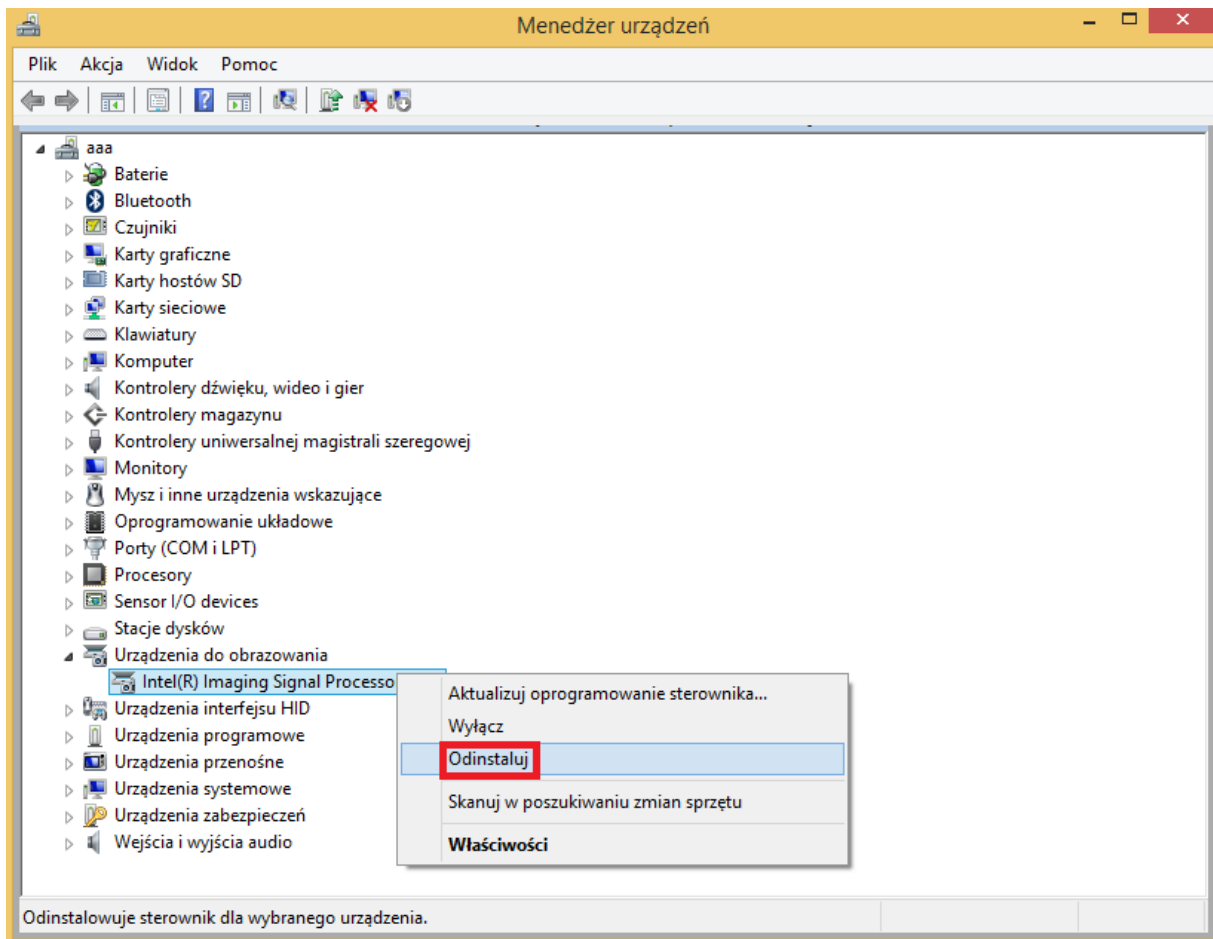 Menedżer urządzeń
Plik Akcja Widok Pomoc
aaa
Baterie
Bluetooth
Czujniki
Karty graficzne
Karty hostów SD
Karty sieciowe
Klawiatury
Komputer
Kontrolery dźwięku, wideo i gier
Kontrolery magazynu
Kontrolery uniwersalnej magistrali szeregowej
Monitory
Mysz i inne urządzenia wskazujące
Oprogramowanie układowe
Porty (COM i LPT)
Procesory
Sensor I/O devices
Stacje dysków
Urządzenia do obrazowania
Intel(R) Imaging Signal Processo
Urządzenia interfejsu HID
Urządzenia programowe
Urządzenia przenośne
Urządzenia systemowe
Urządzenia zabezpieczeń
Wejścia i wyjścia audio
Aktualizuj oprogramowanie sterownika...
Wyłącz
Odinstaluj
Skanuj w poszukiwaniu zmian sprzętu
Właściwości
Odinstalowuje sterownik dla wybranego urządzenia.